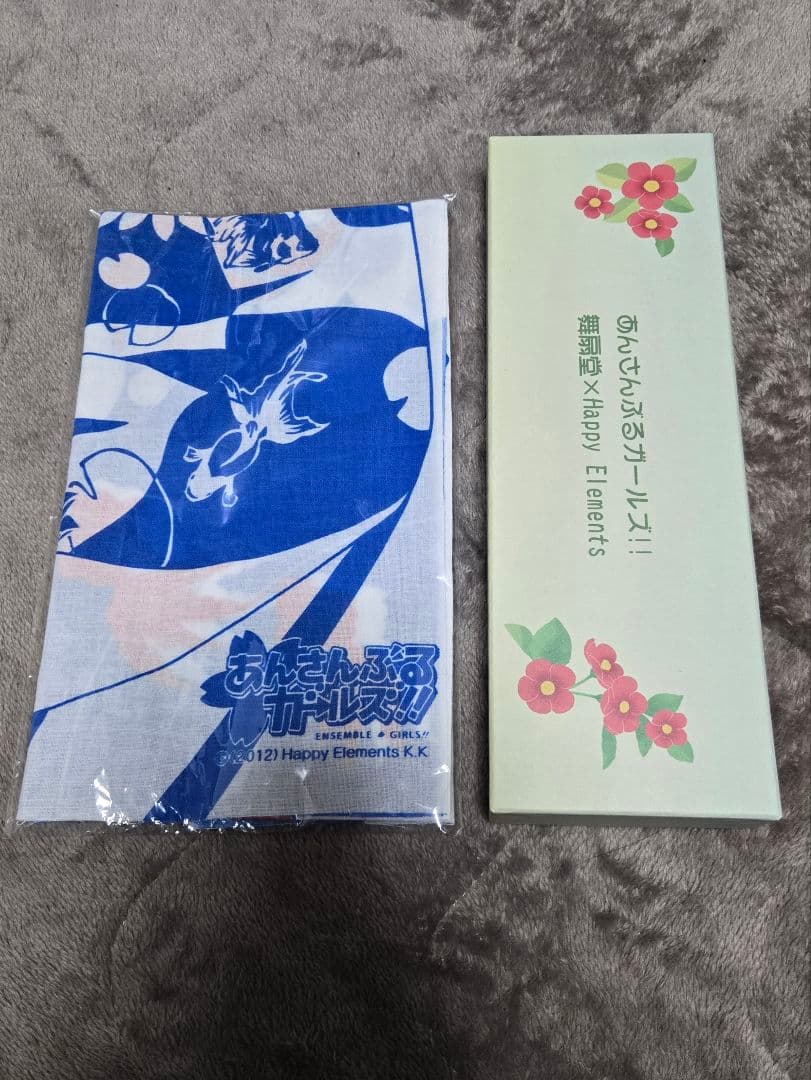 あんさんぶる
ガールズ!!
ENSEMBLE GIRLS!!
©(2012) Happy Elements K.K
あんさんぶるガールズ!!
舞扇堂×Happy Elements